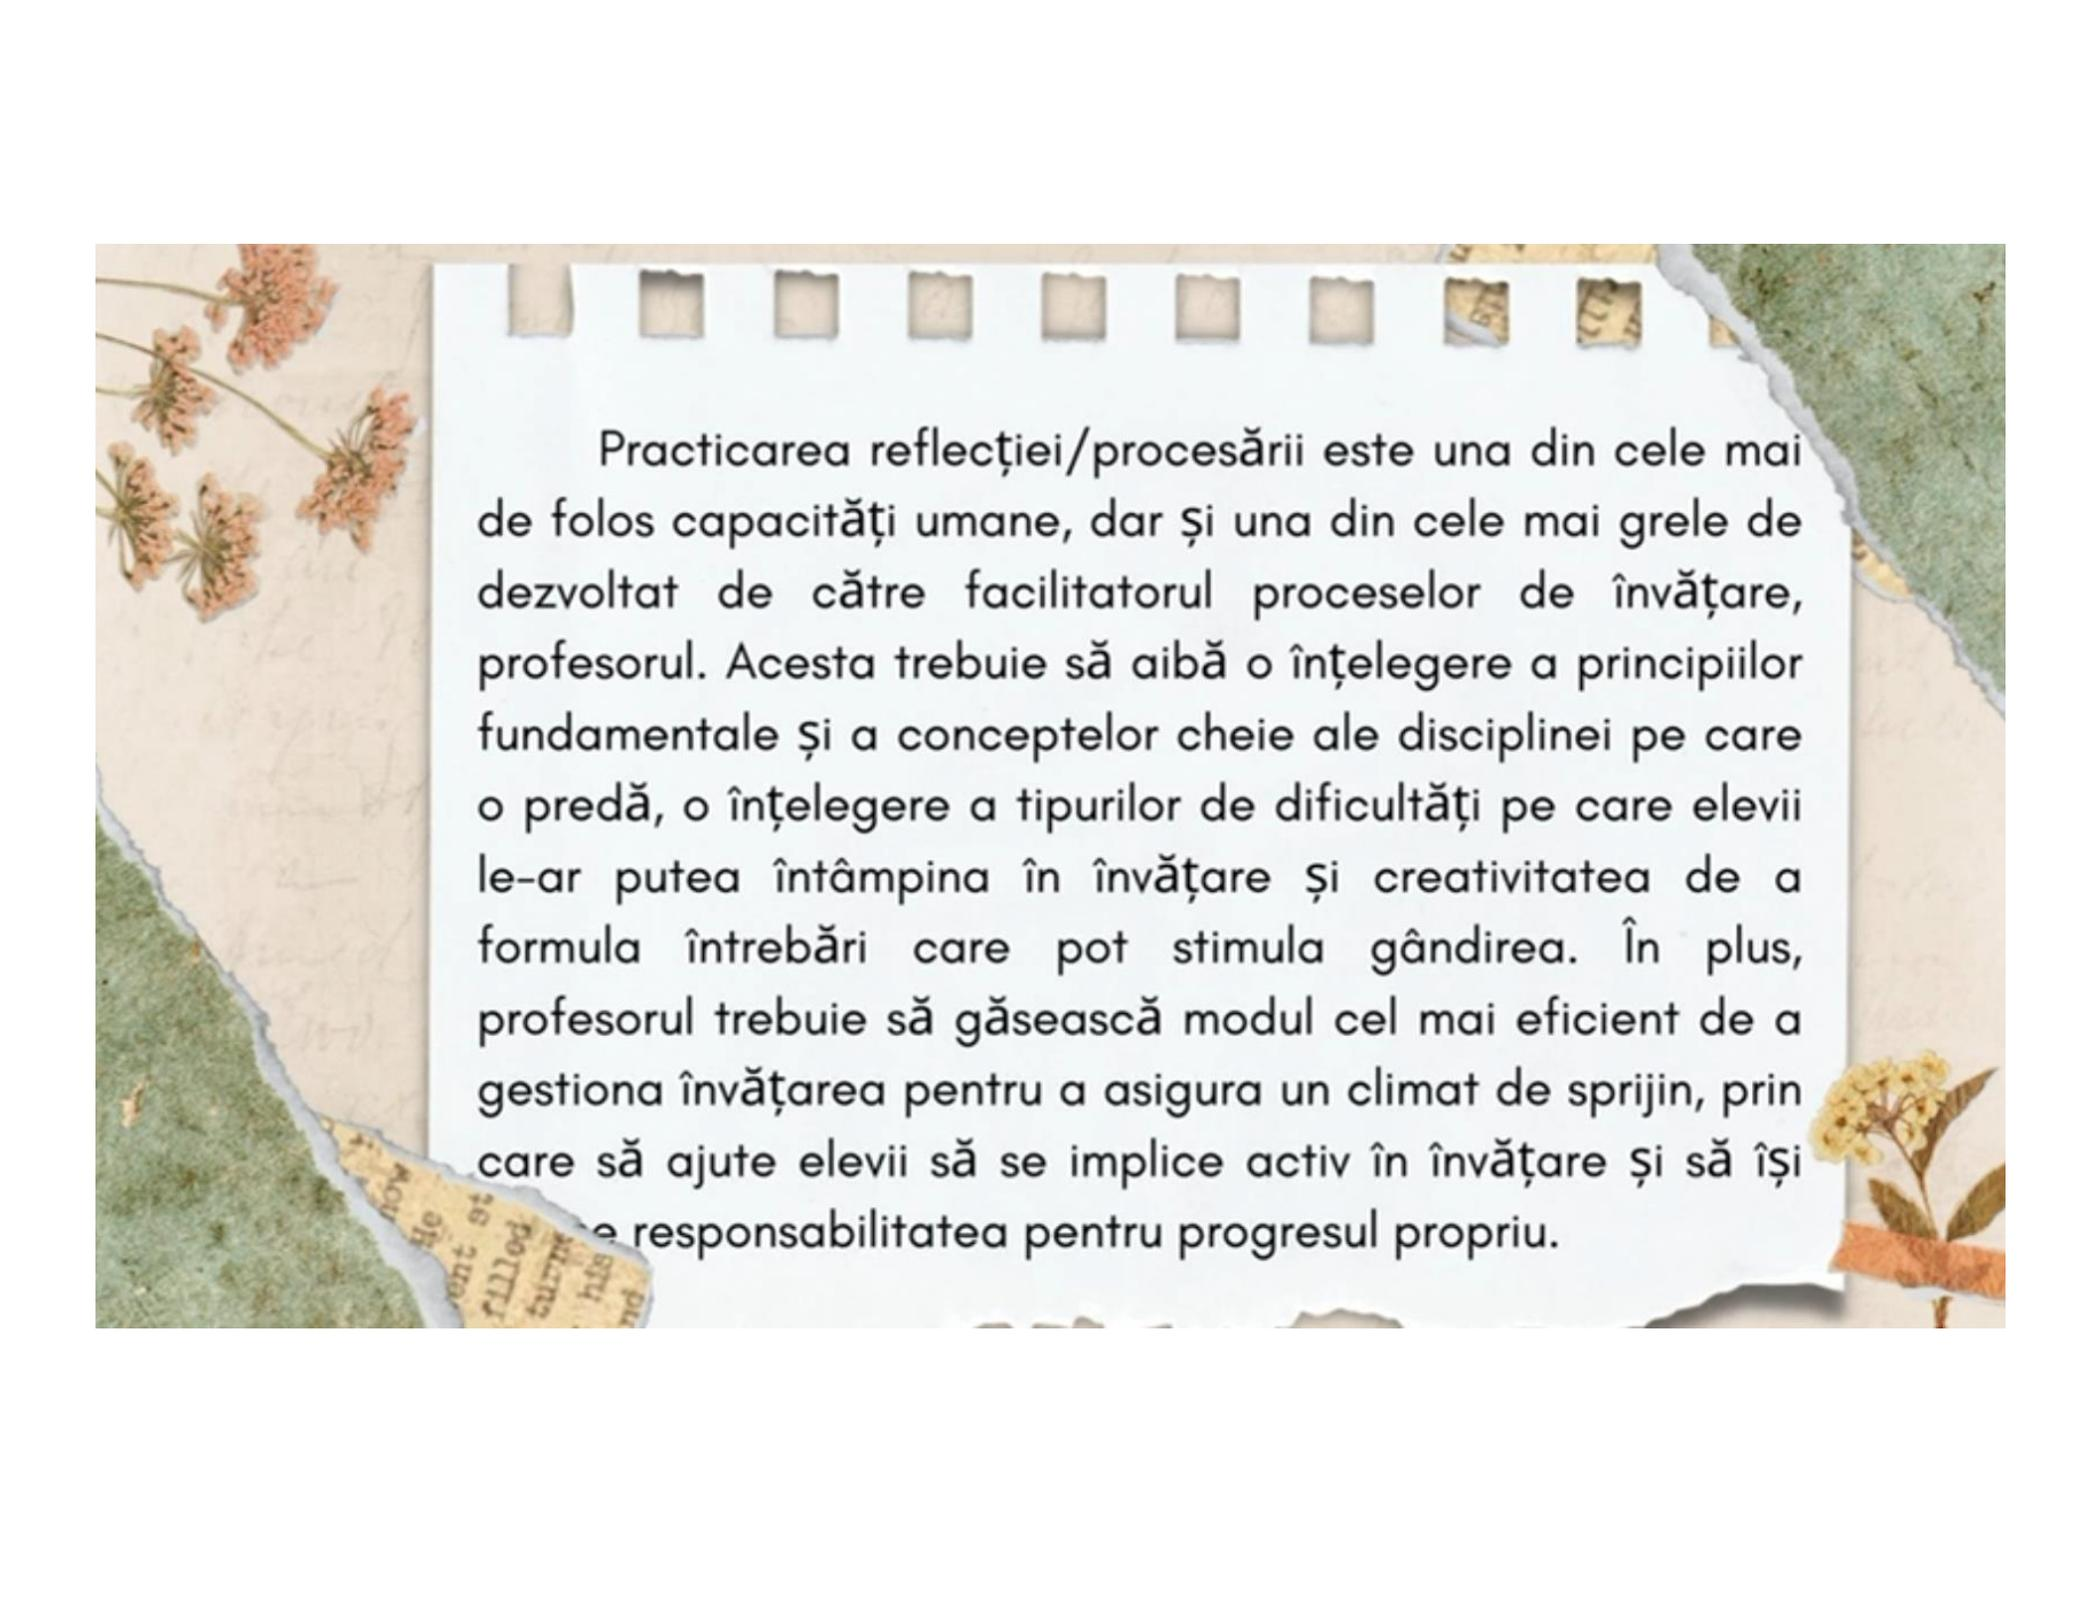 Practicarea reflecției/procesării este una din cele mai
de folos capacități umane, dar și una din cele mai grele de
dezvoltat de către facilitatorul proceselor de învățare,
profesorul. Acesta trebuie să aibă o înțelegere a principiilor
fundamentale și a conceptelor cheie ale disciplinei pe care
o predă, o înțelegere a tipurilor de dificultăți pe care elevii
le-ar putea întâmpina în învățare și creativitatea de a
formula întrebări care pot stimula gândirea. În plus,
profesorul trebuie să găsească modul cel mai eficient de a
gestiona învățarea pentru a asigura un climat de sprijin, prin
care să ajute elevii să se implice activ în învățare și să își
responsabilitatea pentru progresul propriu.
now
filled
his